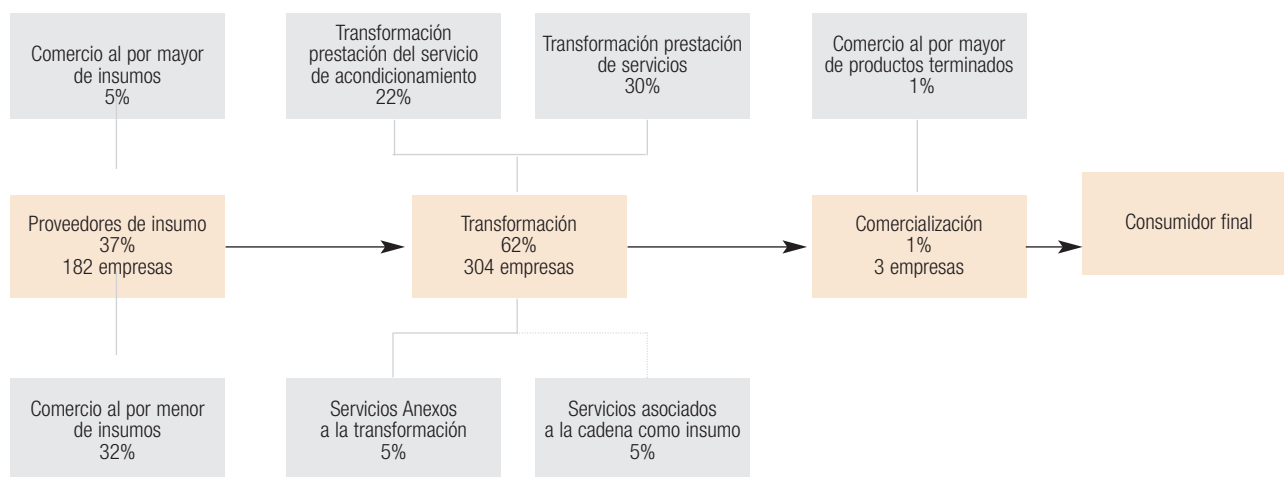 Comercio al por mayor
de insumos
5%
Transformación
prestación del servicio
de acondicionamiento
22%
Transformación prestación
de servicios
30%
Comercio al por mayor
de productos terminados
1%
Proveedores de insumo
37%
182 empresas
Transformación
62%
304 empresas
Comercialización
1%
3 empresas
Consumidor final
Comercio al por menor
de insumos
32%
Servicios Anexos
a la transformación
5%
Servicios asociados
a la cadena como insumo
5%